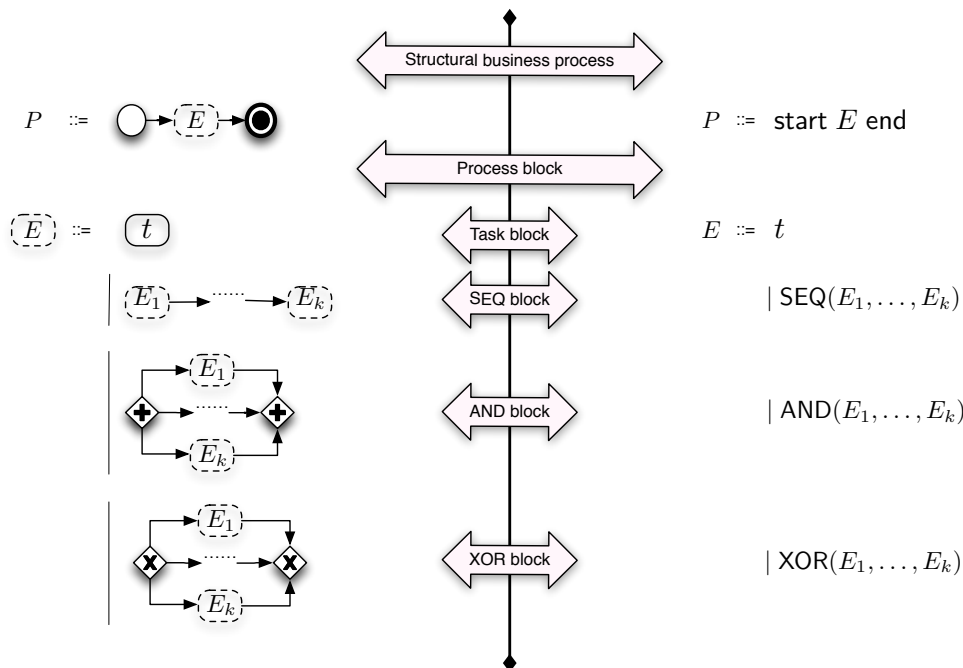 Structural business process
P ::= E
P ::= start E end
Process block
E ::= t
Task block
E ::= t
E₁ ...... Eₖ
SEQ block
| SEQ(E₁, . . . , Eₖ)
E₁
+ ...... +
Eₖ
AND block
| AND(E₁, . . . , Eₖ)
E₁
X ...... X
Eₖ
XOR block
| XOR(E₁, . . . , Eₖ)